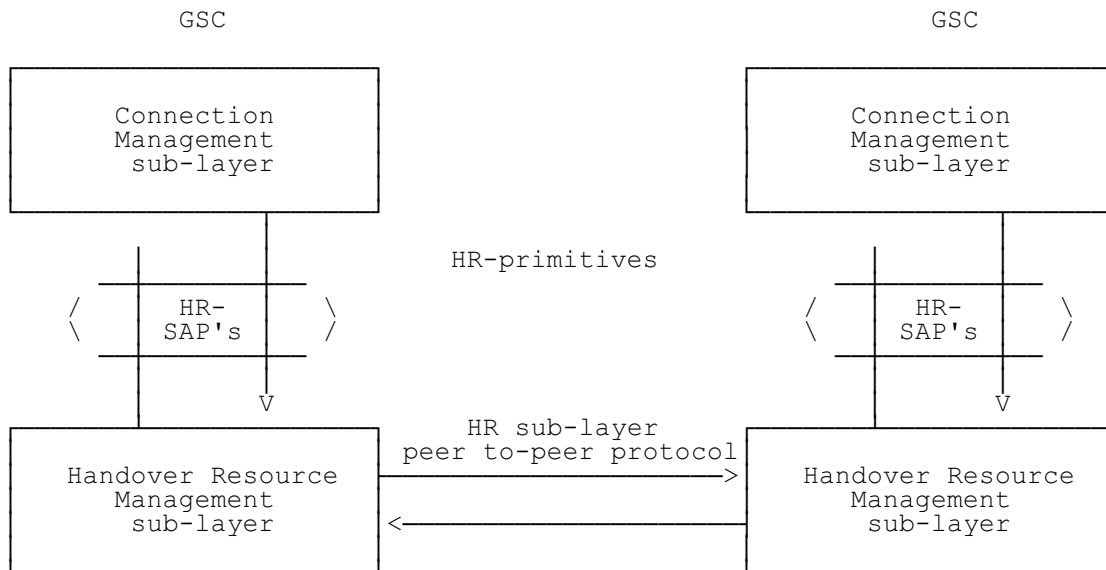 GSC GSC
Connection Connection
Management Management
sub-layer sub-layer
HR-primitives
HR- HR-
SAP's SAP's
V V
HR sub-layer
peer to-peer protocol
Handover Resource Handover Resource
Management Management
sub-layer sub-layer